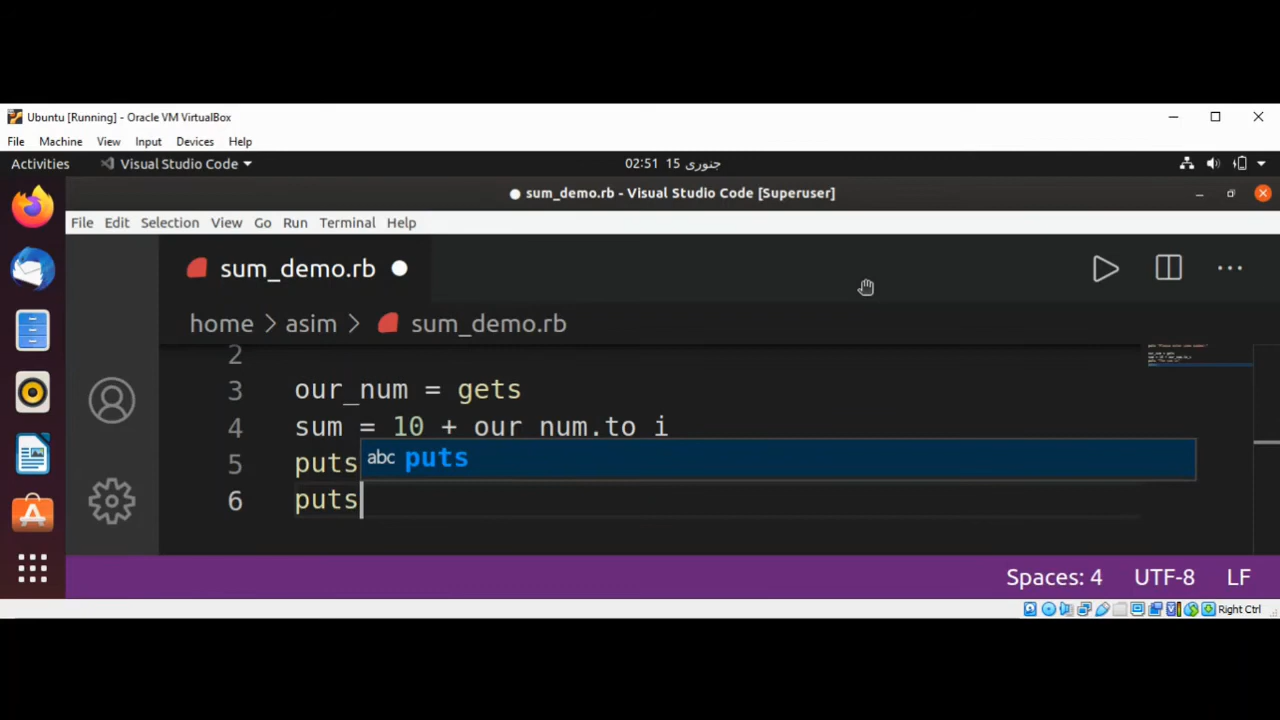 Ubuntu [Running] - Oracle VM VirtualBox
File Machine View Input Devices Help
Activities Visual Studio Code 02:51 15 جنوری
sum_demo.rb - Visual Studio Code [Superuser]
File Edit Selection View Go Run Terminal Help
sum_demo.rb
home > asim > sum_demo.rb
2
3 our_num = gets
4 sum = 10 + our num.to i
5 puts abc puts
6 puts
Spaces: 4 UTF-8 LF
Right Ctrl